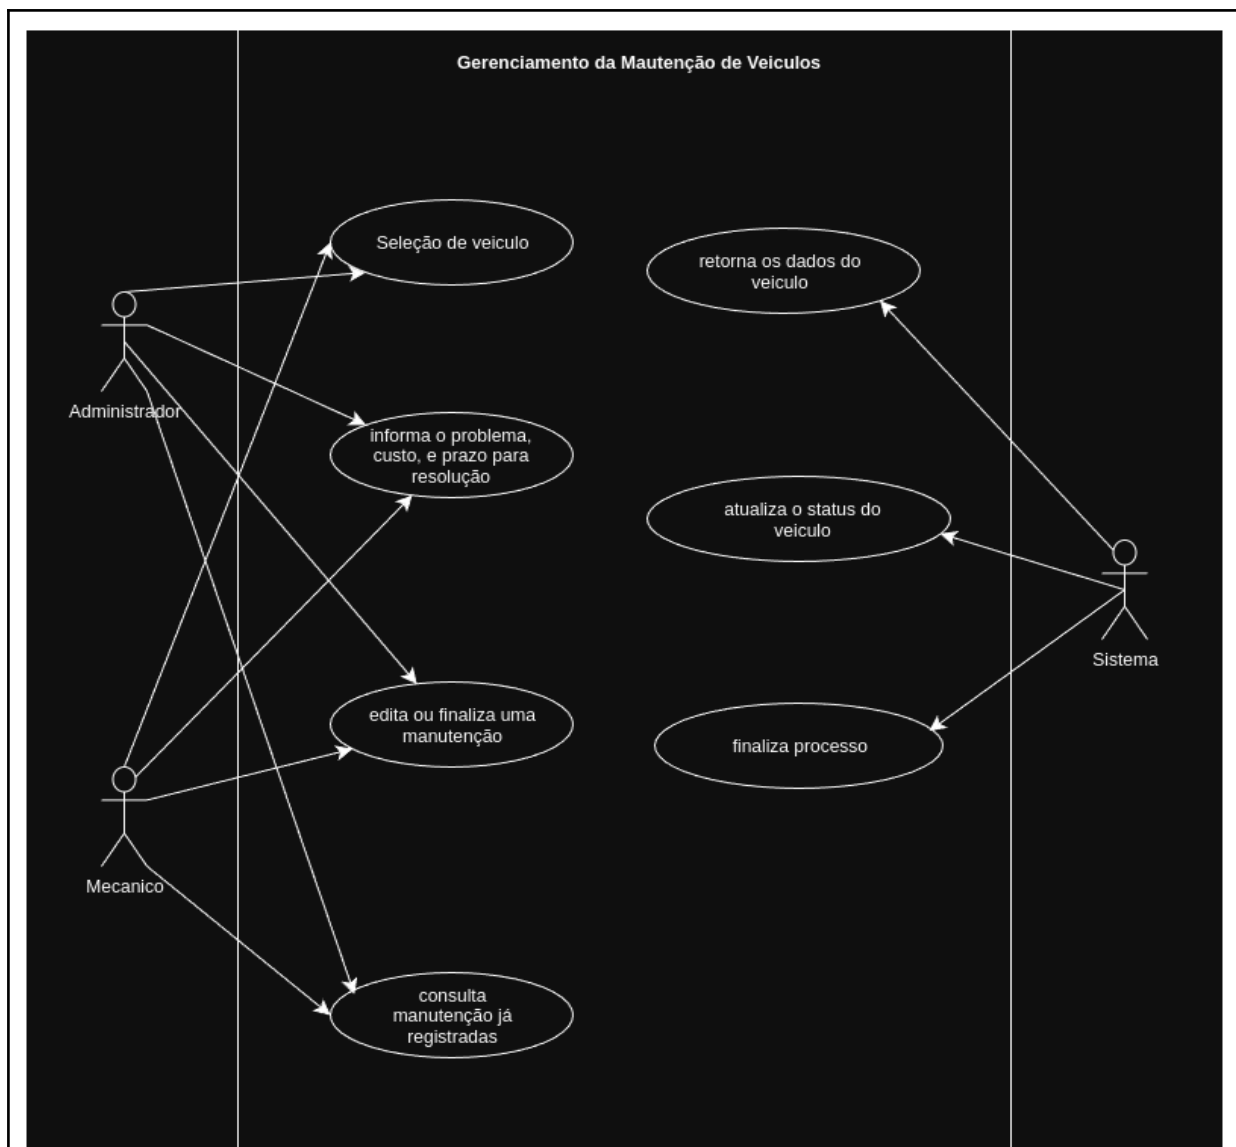 Gerenciamento da Mautenção de Veiculos
Seleção de veiculo
retorna os dados do
veiculo
Administrador
informa o problema,
custo, e prazo para
resolução
atualiza o status do
veiculo
Sistema
edita ou finaliza uma
manutenção
finaliza processo
Mecanico
consulta
manutenção já
registradas